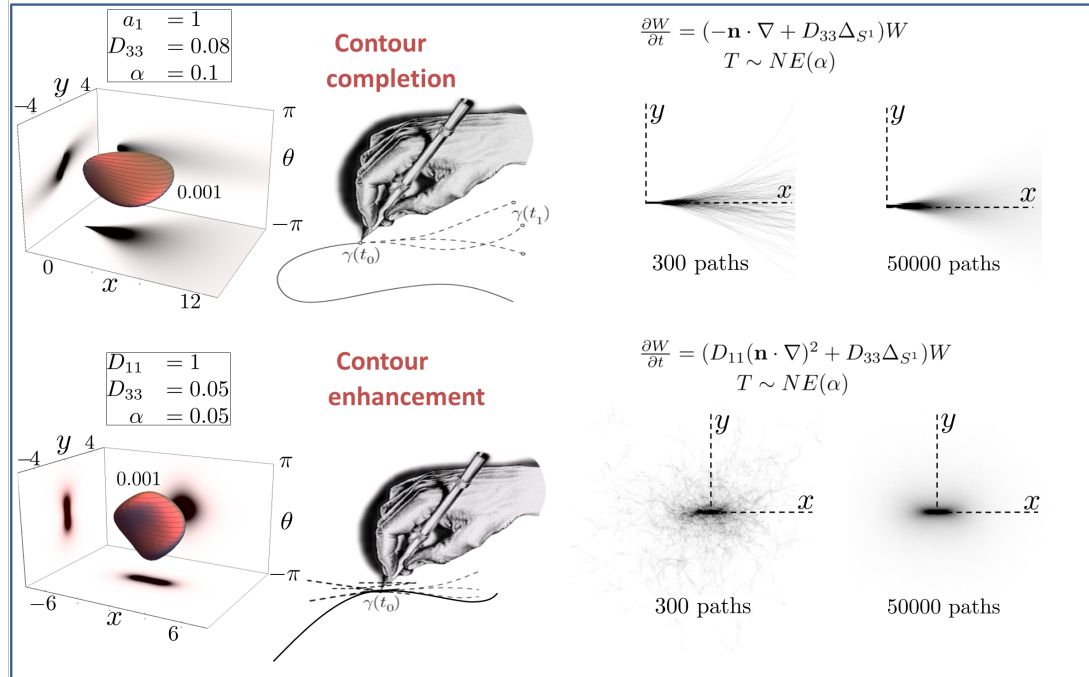 a₁ = 1
D₃₃ = 0.08
α = 0.1
Contour
completion
∂W/∂t = (−n · ∇ + D₃₃Δ_{S¹})W
T ∼ NE(α)
y
4
−4
π
θ
−π
0.001
0
x
12
γ(t₀)
γ(t₁)
y
x
300 paths
y
x
50000 paths
D₁₁ = 1
D₃₃ = 0.05
α = 0.05
Contour
enhancement
∂W/∂t = (D₁₁(n · ∇)² + D₃₃Δ_{S¹})W
T ∼ NE(α)
y
4
−4
π
θ
−π
0.001
−6
x
6
γ(t₀)
y
x
300 paths
y
x
50000 paths